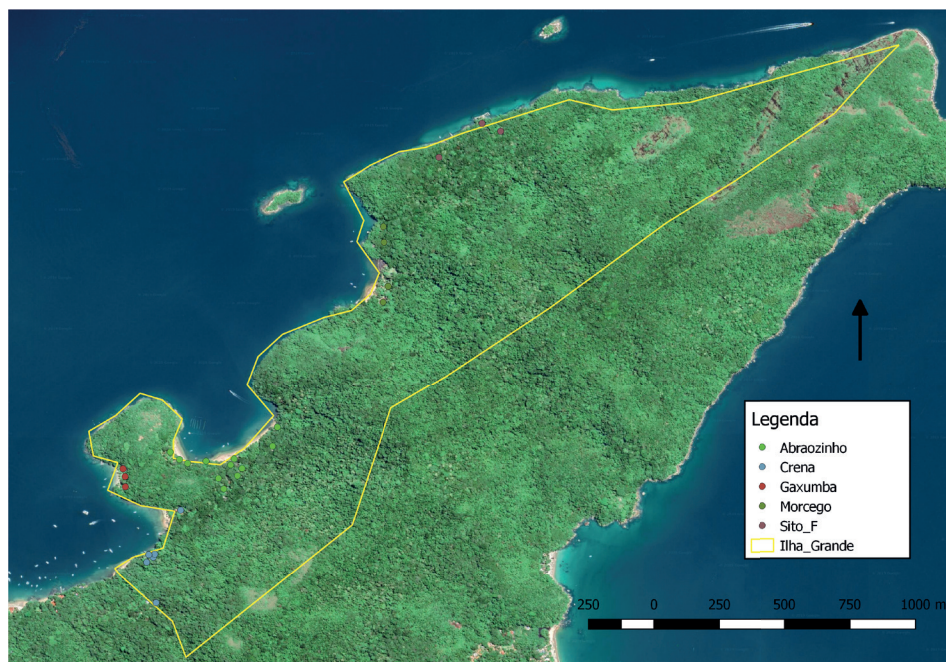 Legenda
Abraozinho
Crena
Gaxumba
Morcego
Sito_F
Ilha_Grande
250 0 250 500 750 1000 m